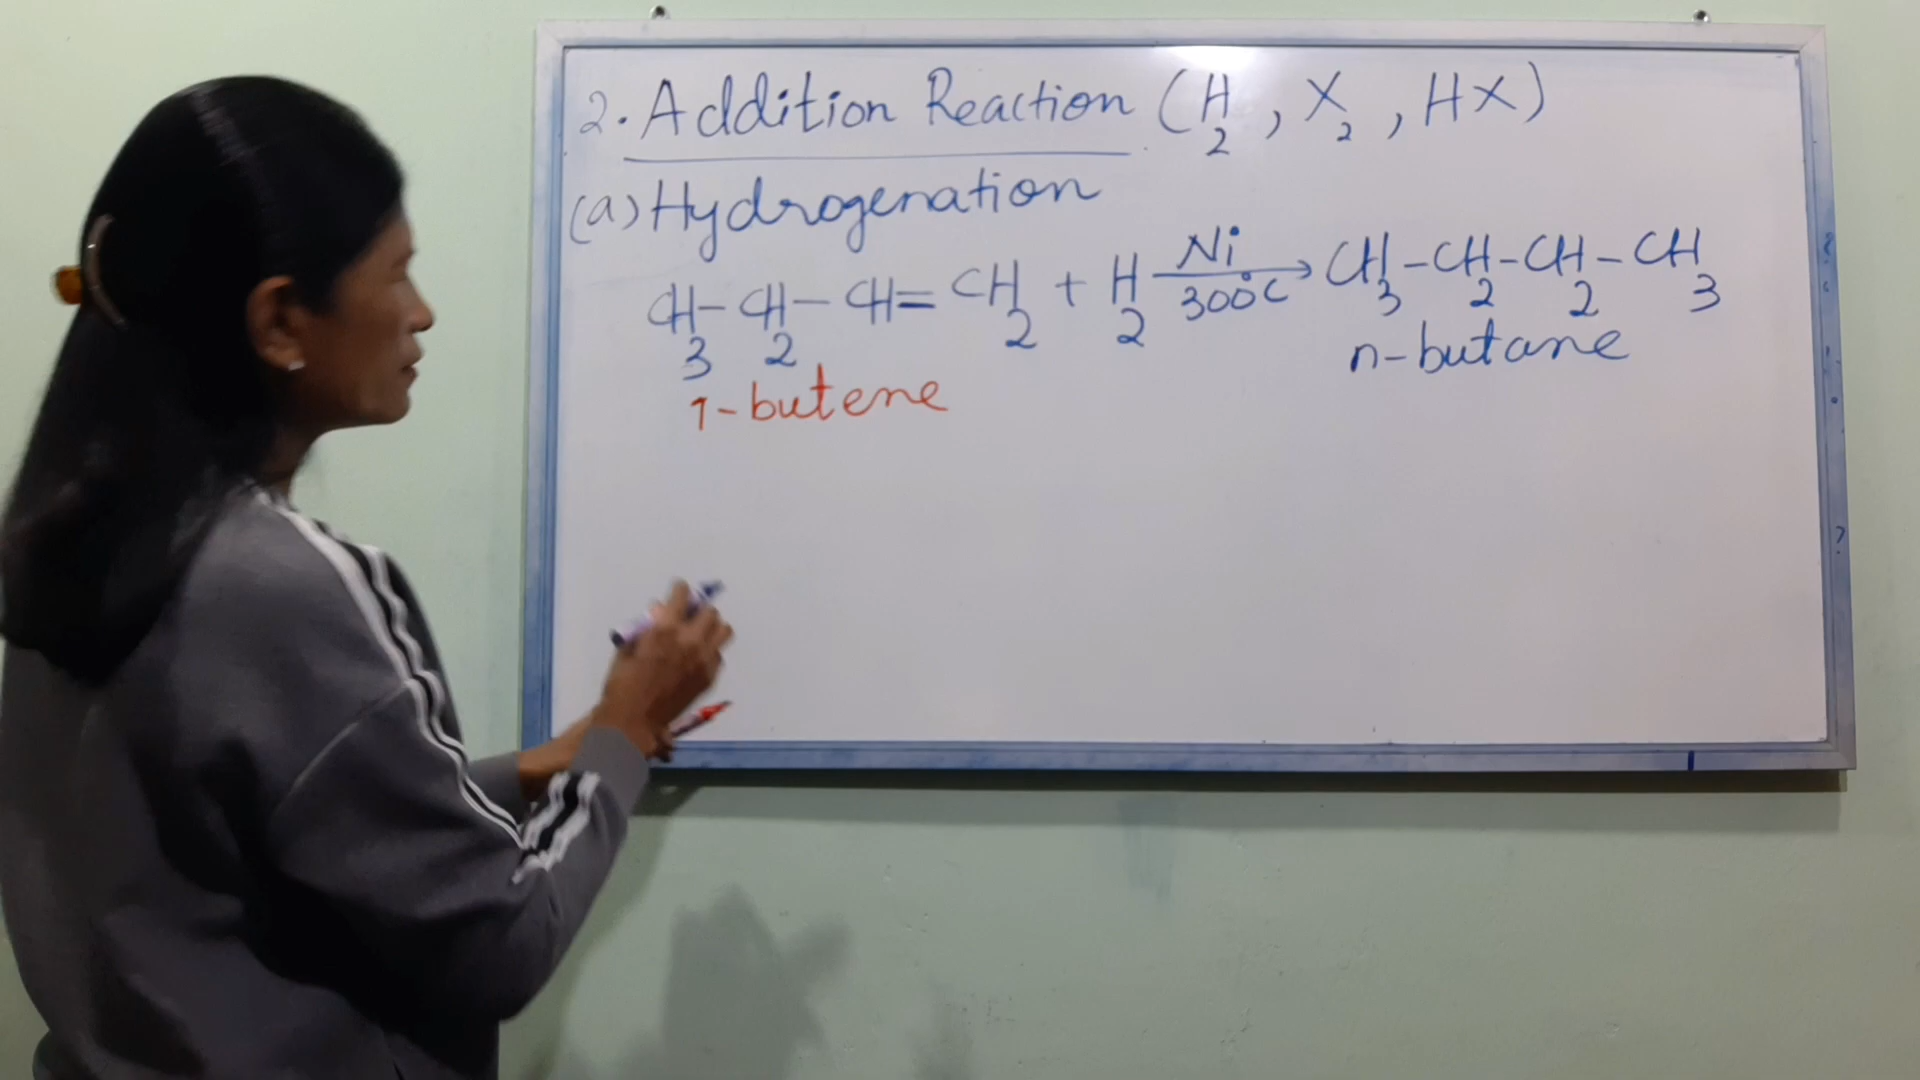 2. Addition Reaction (H2, X2, HX)
(a) Hydrogenation
CH3-CH2-CH=CH2 + H2 Ni 300°C → CH3-CH2-CH2-CH3
1-butene n-butane